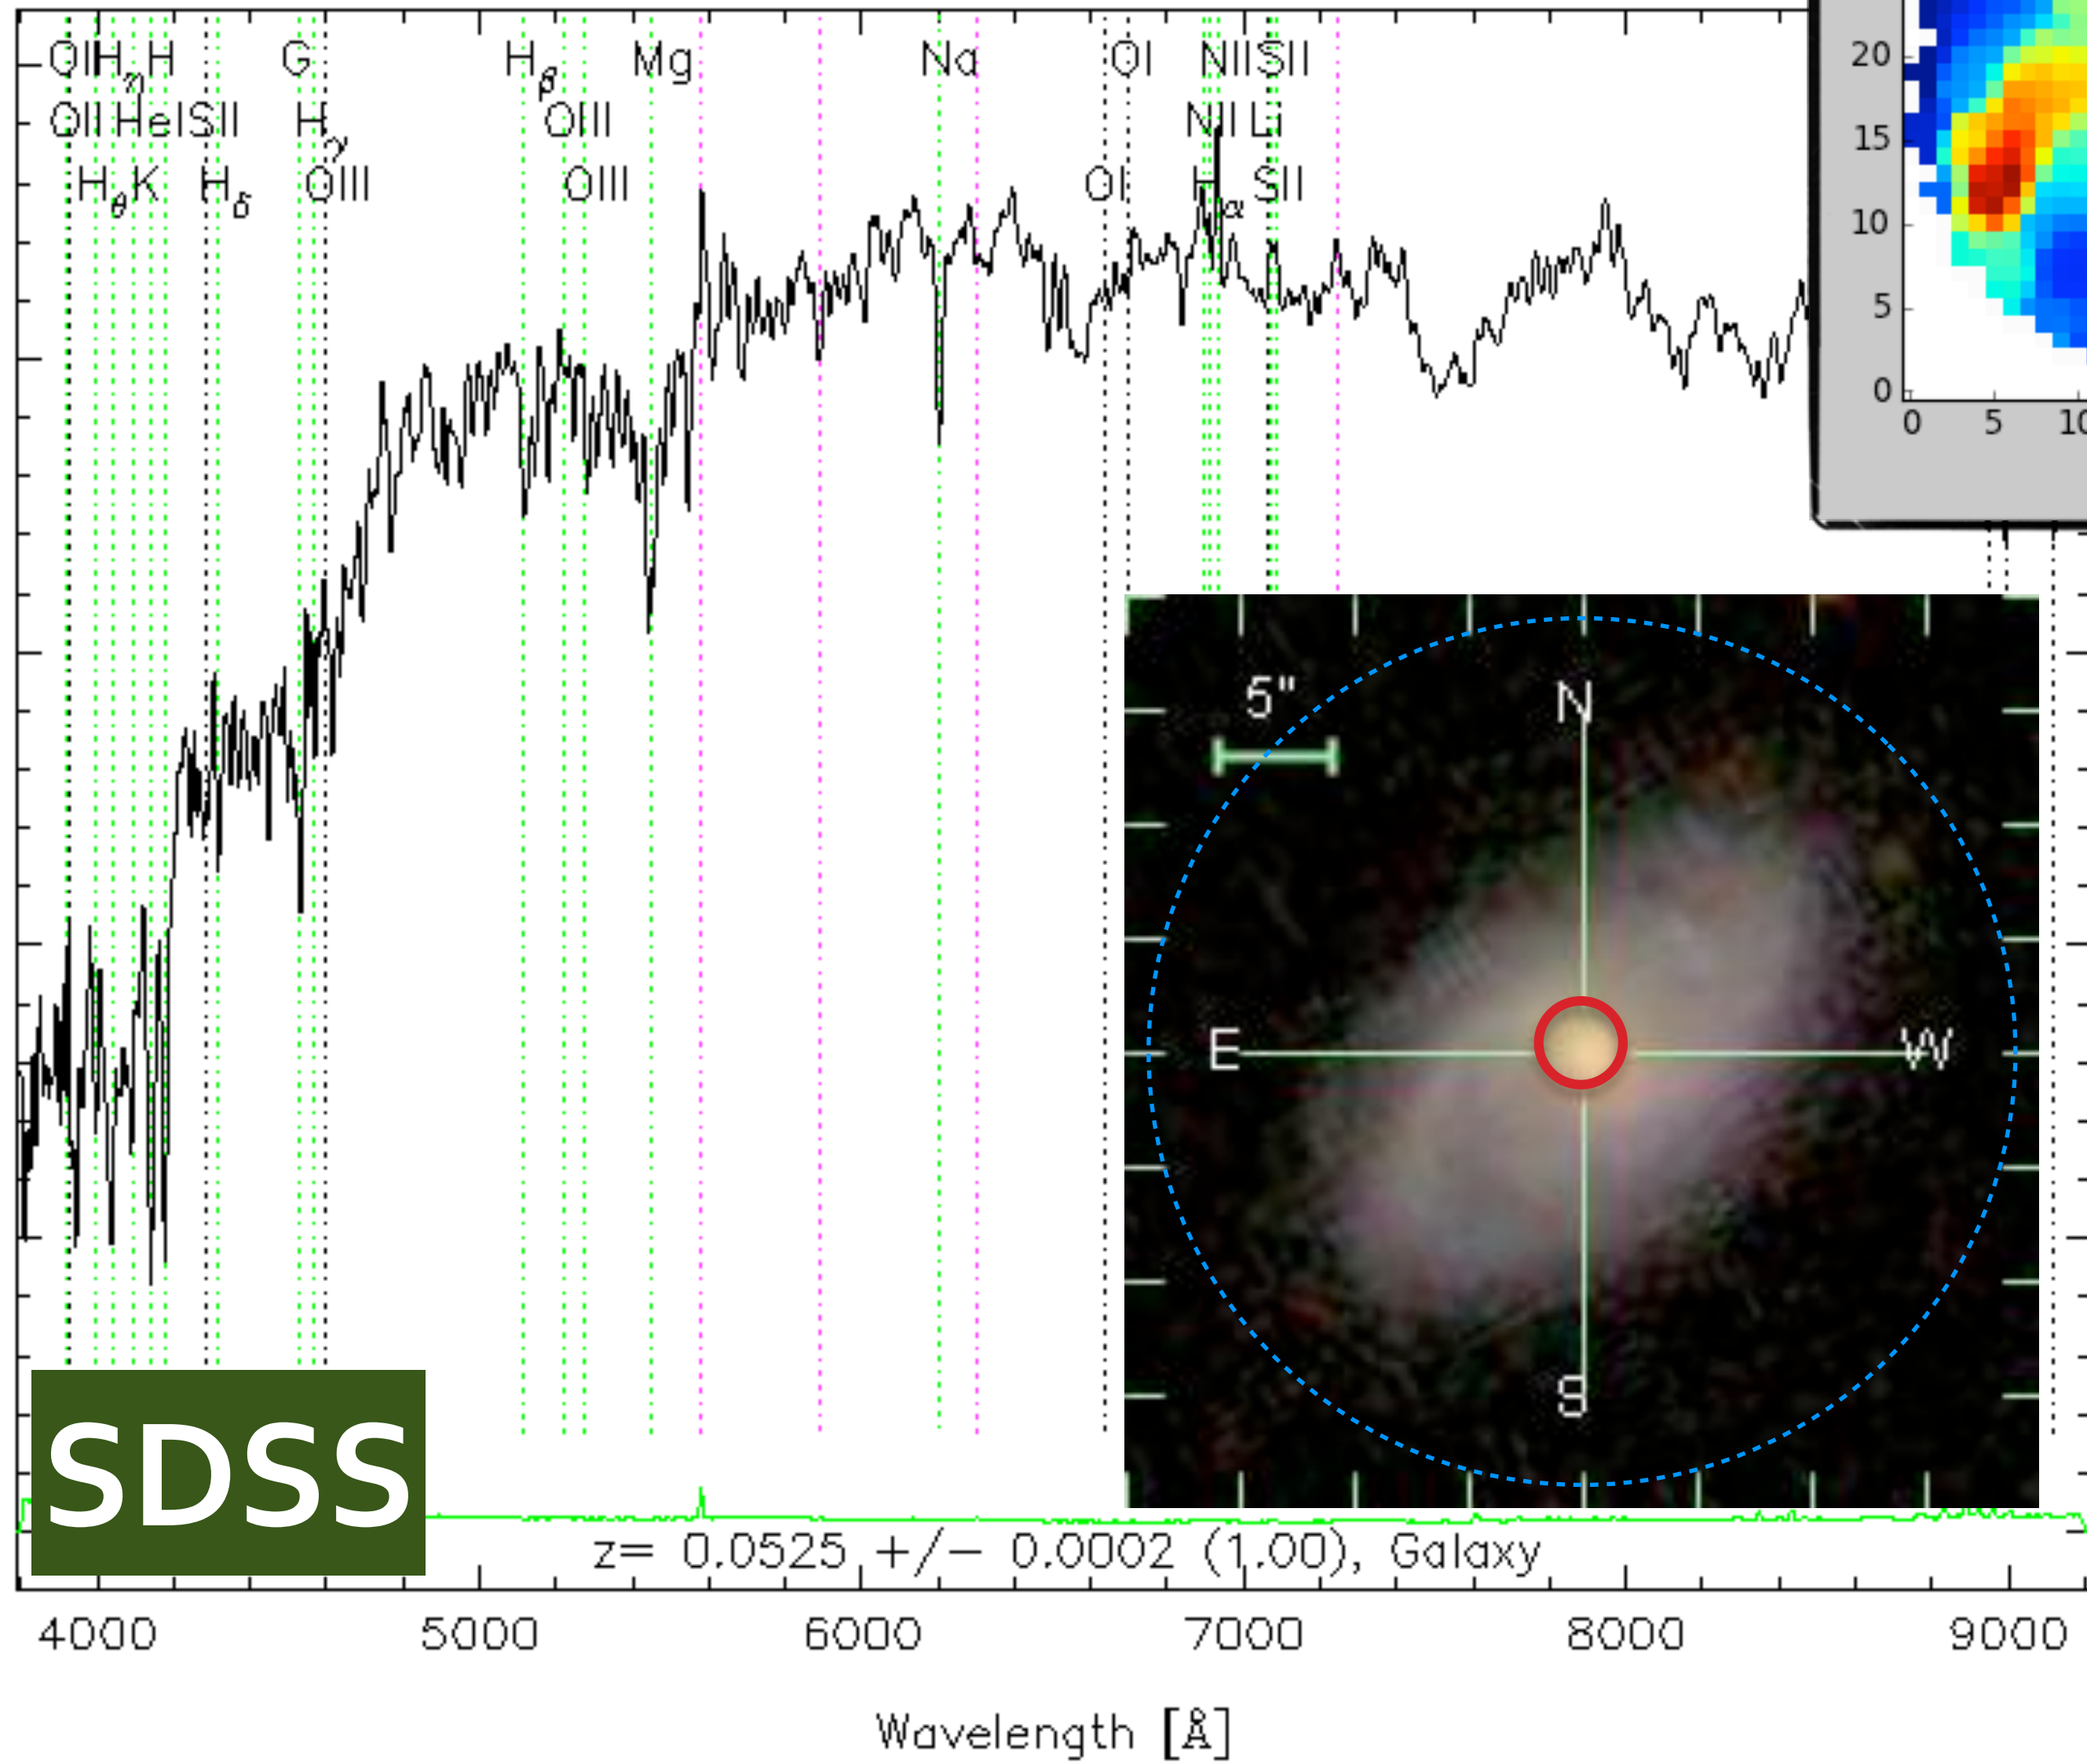 OII Hη H G Hβ Mg Na OI NII SII
OII HeI SII Hγ OIII NII Li
Hθ K Hδ OIII OIII OI Hα SII
20
15
10
5
0
0 5 10
5"
N
E W
S
SDSS
z= 0.0525 +/− 0.0002 (1.00), Galaxy
4000 5000 6000 7000 8000 9000
Wavelength [Å]